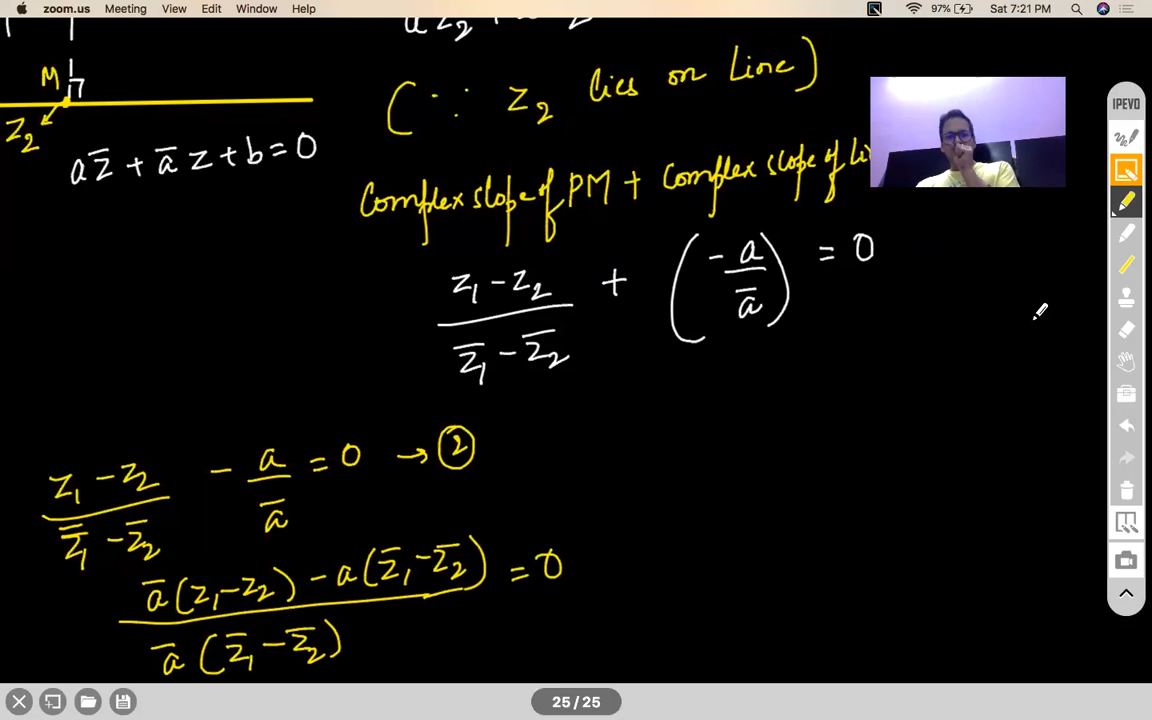 zoom.us Meeting View Edit Window Help 97% Sat 7:21 PM
M
z₂
a z̄ + ā z + b = 0
(∵ z₂ lies on Line)
IPEVO
Complex slope of PM + Complex slope of
(z₁ - z₂)/(z̄₁ - z̄₂) + (-a/ā) = 0
(z₁ - z₂)/(z̄₁ - z̄₂) - a/ā = 0 → ②
(ā(z₁ - z₂) - a(z̄₁ - z̄₂))/(ā(z̄₁ - z̄₂)) = 0
25 / 25